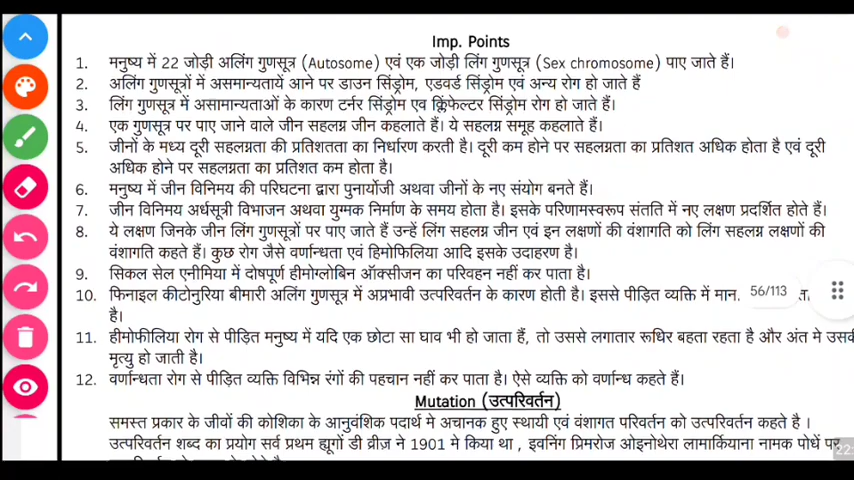 Imp. Points
1. मनुष्य में 22 जोड़ी अलिंग गुणसूत्र (Autosome) एवं एक जोड़ी लिंग गुणसूत्र (Sex chromosome) पाए जाते हैं।
2. अलिंग गुणसूत्रों में असमान्यतायें आने पर डाउन सिंड्रोम, एडवर्ड सिंड्रोम एवं अन्य रोग हो जाते हैं
3. लिंग गुणसूत्र में असामान्यताओं के कारण टर्नर सिंड्रोम एव क्लिंफेल्टर सिंड्रोम रोग हो जाते हैं।
4. एक गुणसूत्र पर पाए जाने वाले जीन सहलग्न जीन कहलाते हैं। ये सहलग्न समूह कहलाते हैं।
5. जीनों के मध्य दूरी सहलग्नता की प्रतिशतता का निर्धारण करती है। दूरी कम होने पर सहलग्नता का प्रतिशत अधिक होता है एवं दूरी
अधिक होने पर सहलग्नता का प्रतिशत कम होता है।
6. मनुष्य में जीन विनिमय की परिघटना द्वारा पुनार्योजी अथवा जीनों के नए संयोग बनते हैं।
7. जीन विनिमय अर्धसूत्री विभाजन अथवा युग्मक निर्माण के समय होता है। इसके परिणामस्वरूप संतति में नए लक्षण प्रदर्शित होते हैं।
8. ये लक्षण जिनके जीन लिंग गुणसूत्रों पर पाए जाते हैं उन्हें लिंग सहलग्न जीन एवं इन लक्षणों की वंशागति को लिंग सहलग्न लक्षणों की
वंशागति कहते हैं। कुछ रोग जैसे वर्णान्धता एवं हिमोफिलिया आदि इसके उदाहरण है।
9. सिकल सेल एनीमिया में दोषपूर्ण हीमोग्लोबिन ऑक्सीजन का परिवहन नहीं कर पाता है।
10. फिनाइल कीटोनुरिया बीमारी अलिंग गुणसूत्र में अप्रभावी उत्परिवर्तन के कारण होती है। इससे पीड़ित व्यक्ति में मान
है।
56/113
11. हीमोफीलिया रोग से पीड़ित मनुष्य में यदि एक छोटा सा घाव भी हो जाता हैं, तो उससे लगातार रूधिर बहता रहता है और अंत मे उसकी
मृत्यु हो जाती है।
12. वर्णान्धता रोग से पीड़ित व्यक्ति विभिन्न रंगों की पहचान नहीं कर पाता है। ऐसे व्यक्ति को वर्णान्ध कहते हैं।
Mutation (उत्परिवर्तन)
समस्त प्रकार के जीवों की कोशिका के आनुवंशिक पदार्थ मे अचानक हुए स्थायी एवं वंशागत परिवर्तन को उत्परिवर्तन कहते है ।
उत्परिवर्तन शब्द का प्रयोग सर्व प्रथम ह्यूगों डी व्रीज़ ने 1901 मे किया था , इवनिंग प्रिमरोज ओइनोथेरा लामार्कियाना नामक पोधें पर
22: